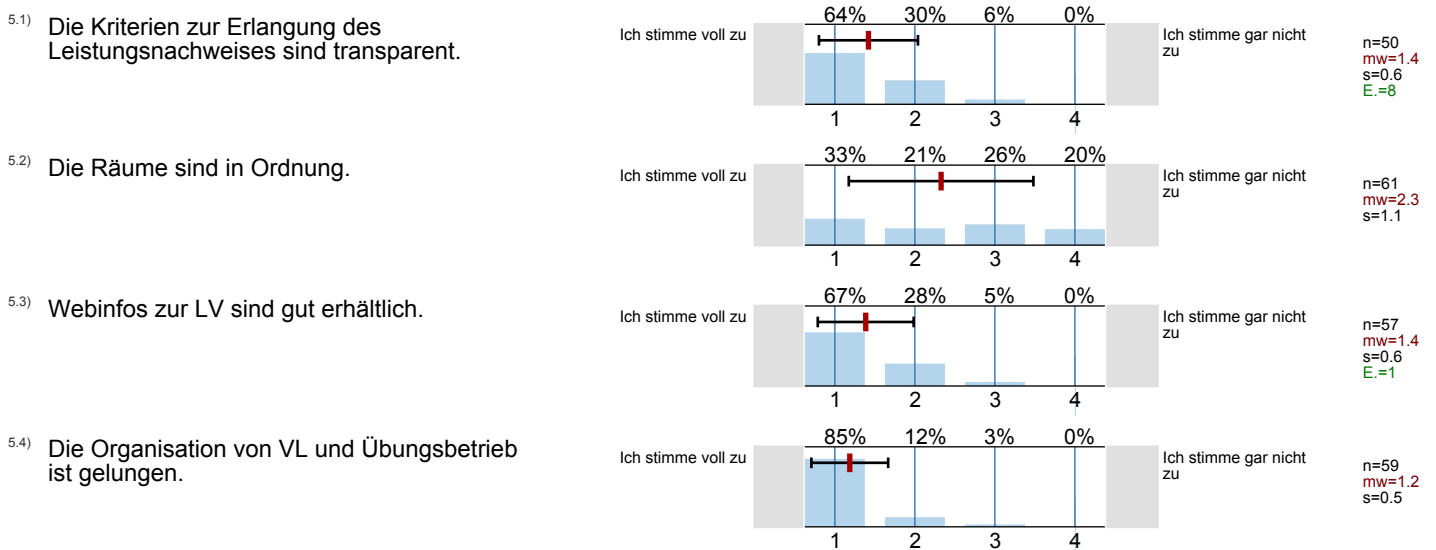 5.1) Die Kriterien zur Erlangung des
Leistungsnachweises sind transparent.
Ich stimme voll zu
64% 30% 6% 0%
1 2 3 4
Ich stimme gar nicht
zu
n=50
mw=1.4
s=0.6
E.=8
5.2) Die Räume sind in Ordnung.
Ich stimme voll zu
33% 21% 26% 20%
1 2 3 4
Ich stimme gar nicht
zu
n=61
mw=2.3
s=1.1
5.3) Webinfos zur LV sind gut erhältlich.
Ich stimme voll zu
67% 28% 5% 0%
1 2 3 4
Ich stimme gar nicht
zu
n=57
mw=1.4
s=0.6
E.=1
5.4) Die Organisation von VL und Übungsbetrieb
ist gelungen.
Ich stimme voll zu
85% 12% 3% 0%
1 2 3 4
Ich stimme gar nicht
zu
n=59
mw=1.2
s=0.5